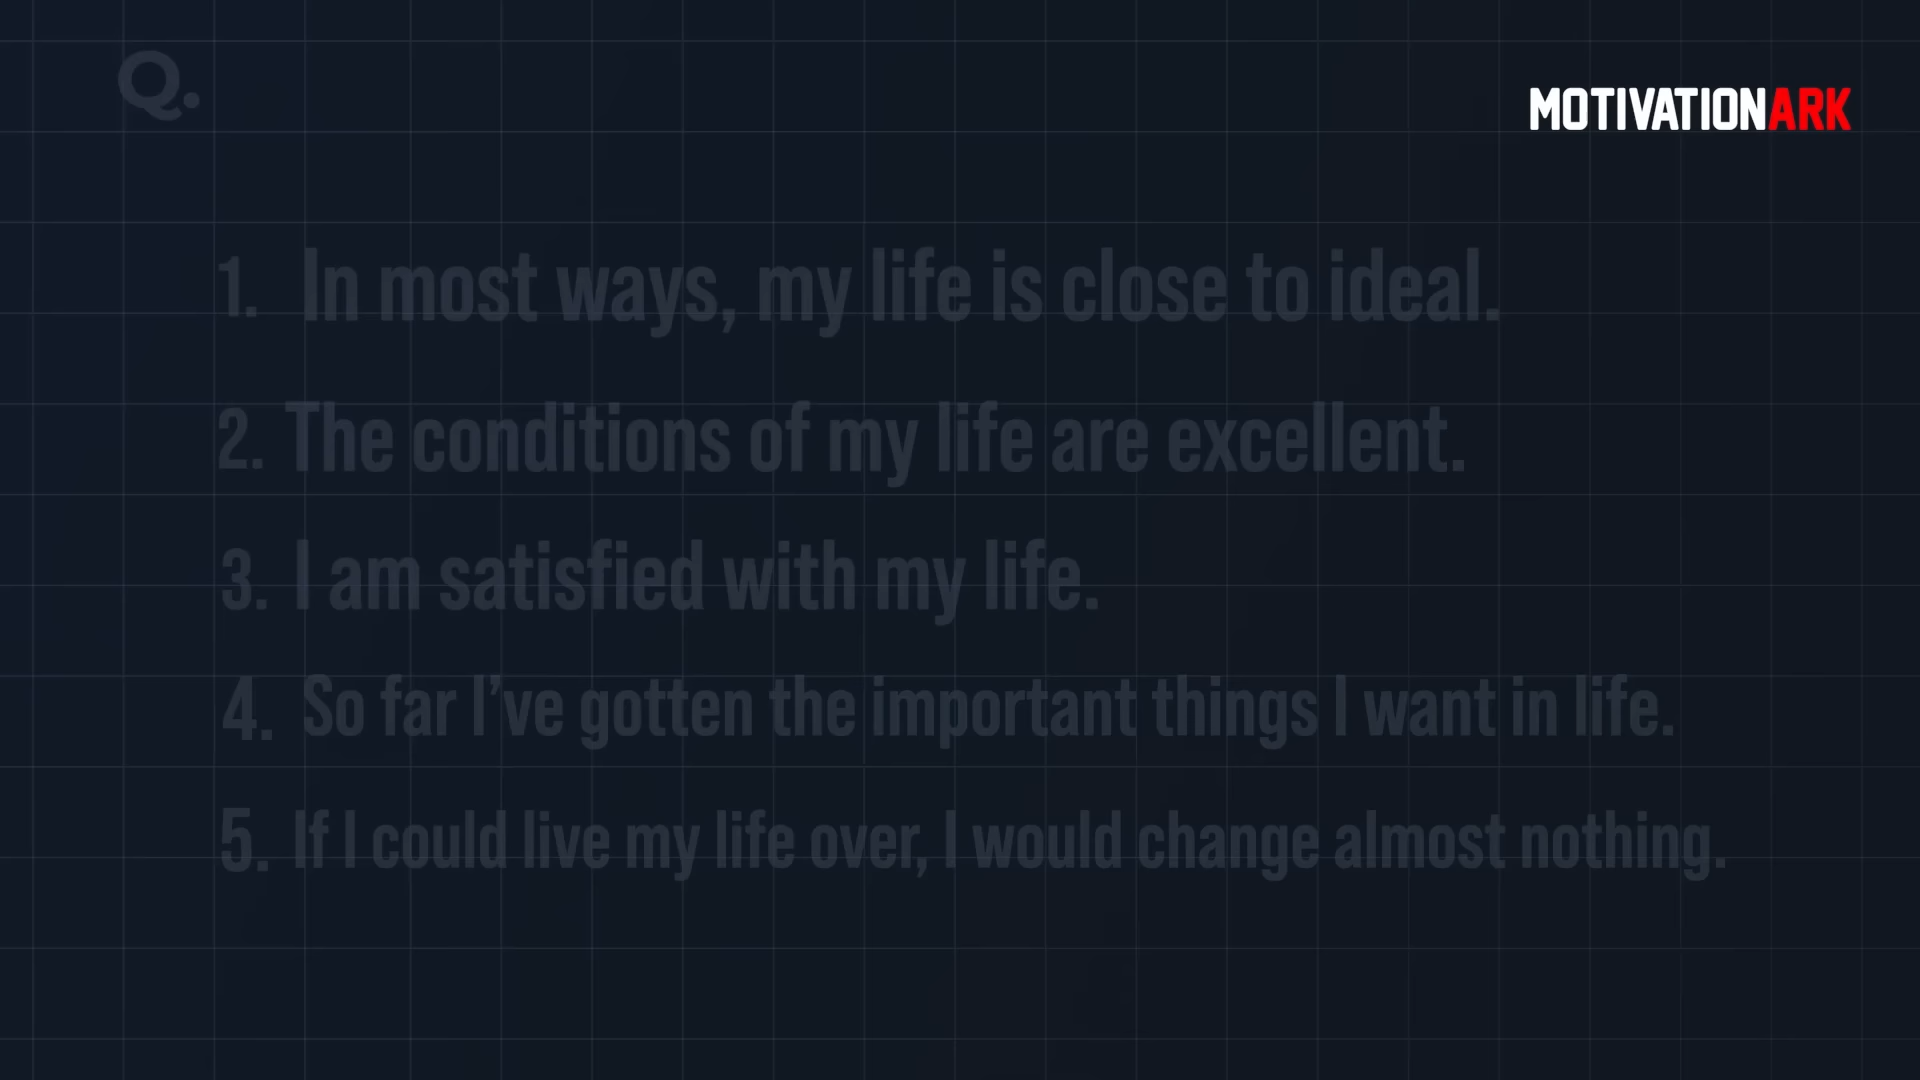 Q.
MOTIVATIONARK
1. In most ways, my life is close to ideal.
2. The conditions of my life are excellent.
3. I am satisfied with my life.
4. So far I’ve gotten the important things I want in life.
5. If I could live my life over, I would change almost nothing.